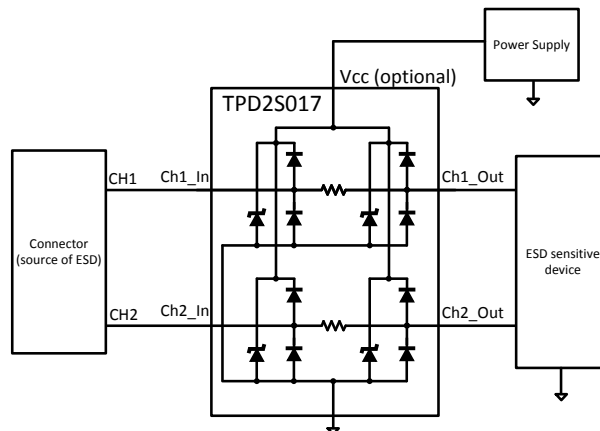 Power Supply
Vcc (optional)
TPD2S017
CH1
Ch1_In
Ch1_Out
Connector
(source of ESD)
ESD sensitive
device
CH2
Ch2_In
Ch2_Out